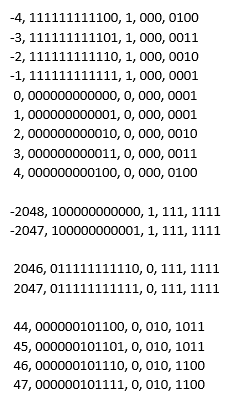 -4, 111111111100, 1, 000, 0100
-3, 111111111101, 1, 000, 0011
-2, 111111111110, 1, 000, 0010
-1, 111111111111, 1, 000, 0001
0, 000000000000, 0, 000, 0001
1, 000000000001, 0, 000, 0001
2, 000000000010, 0, 000, 0010
3, 000000000011, 0, 000, 0011
4, 000000000100, 0, 000, 0100
-2048, 100000000000, 1, 111, 1111
-2047, 100000000001, 1, 111, 1111
2046, 011111111110, 0, 111, 1111
2047, 011111111111, 0, 111, 1111
44, 000000101100, 0, 010, 1011
45, 000000101101, 0, 010, 1011
46, 000000101110, 0, 010, 1100
47, 000000101111, 0, 010, 1100